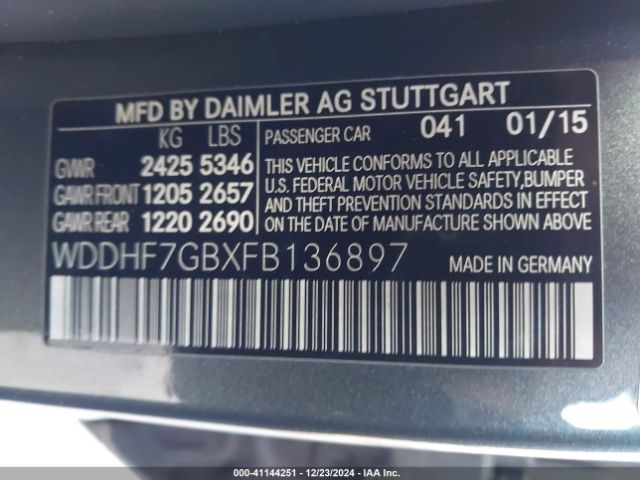 MFD BY DAIMLER AG STUTTGART
KG LBS
GWR 2425 5346
GAWR FRONT 1205 2657
GAWR REAR 1220 2690
PASSENGER CAR 041 01/15
THIS VEHICLE CONFORMS TO ALL APPLICABLE
U.S. FEDERAL MOTOR VEHICLE SAFETY,BUMPER
AND THEFT PREVENTION STANDARDS IN EFFECT
ON THE DATE OF MANUFACTURE SHOWN ABOVE.
WDDHF7GBXFB136897 MADE IN GERMANY
000-41144251 - 12/23/2024 - IAA Inc.